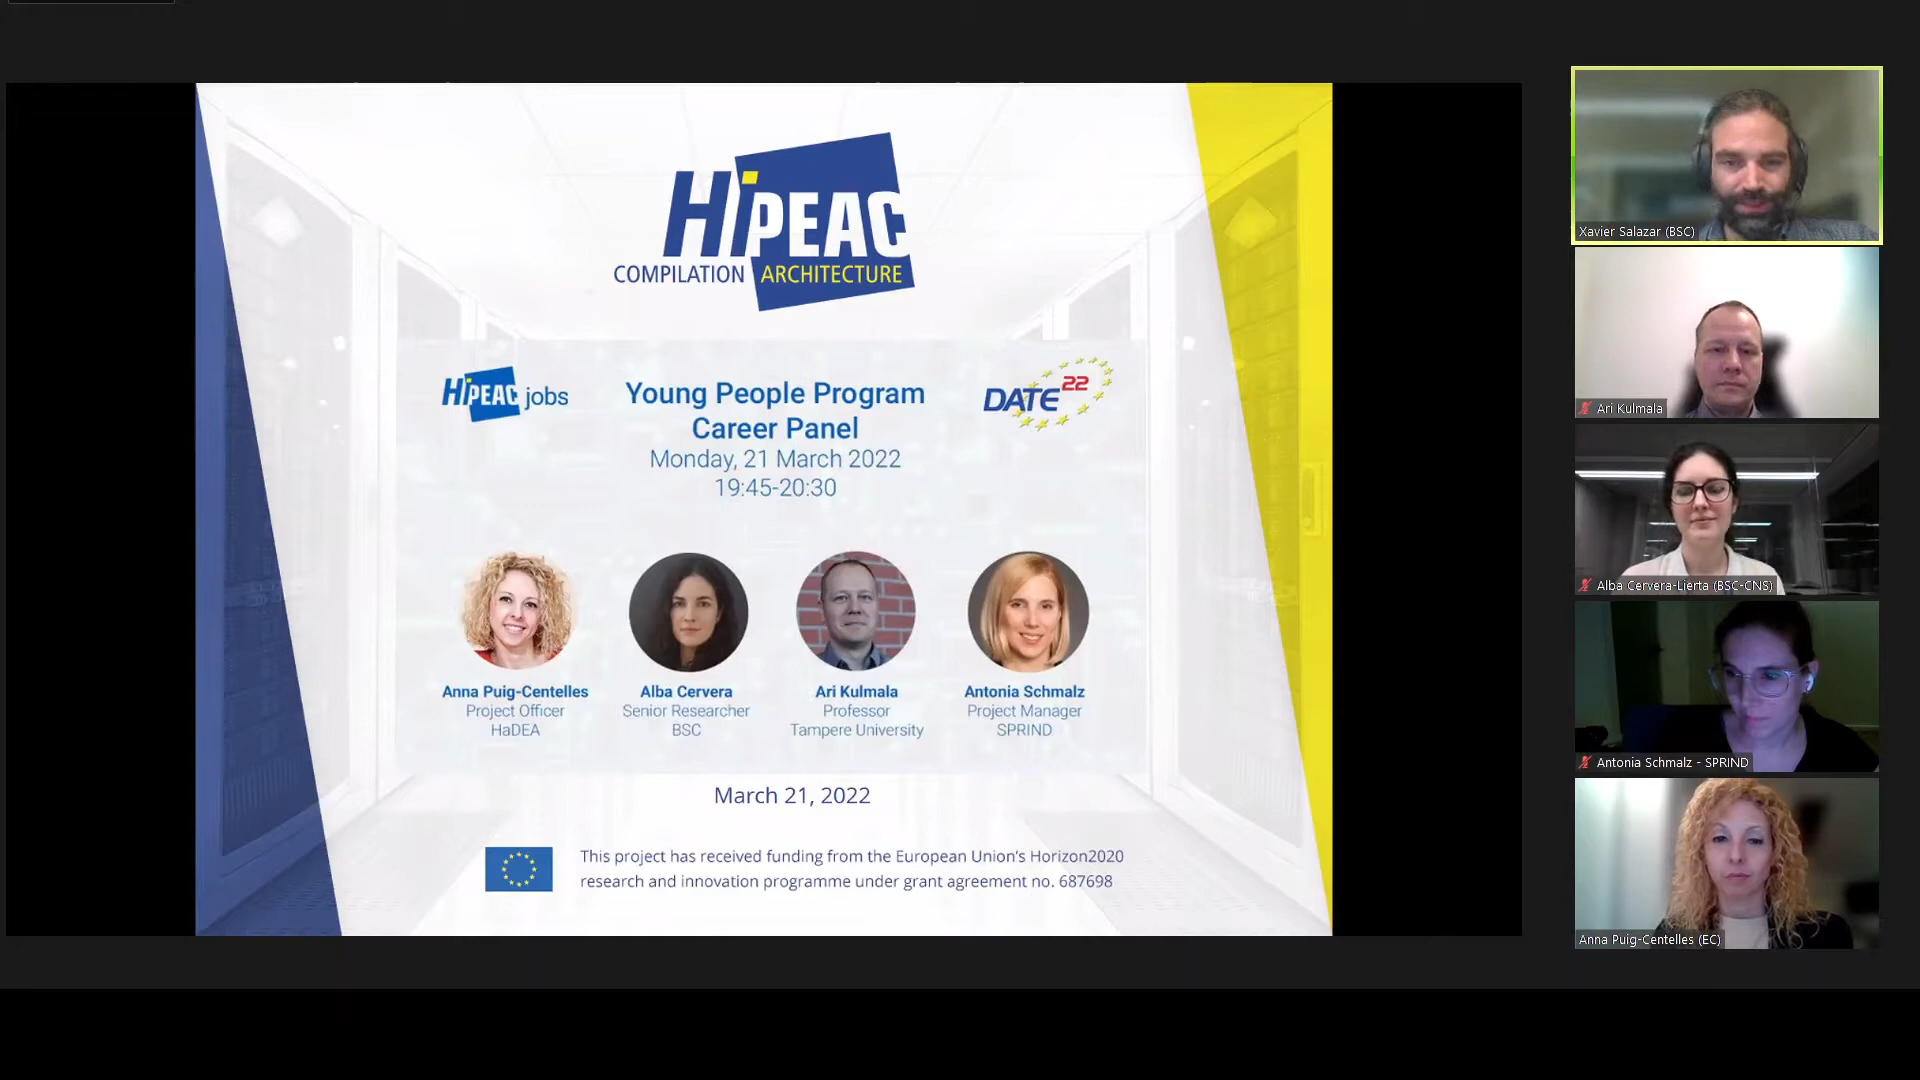 HiPEAC
COMPILATION ARCHITECTURE
HiPEAC jobs
Young People Program
Career Panel
Monday, 21 March 2022
19:45-20:30
DATE 22
Anna Puig-Centelles
Project Officer
HaDEA
Alba Cervera
Senior Researcher
BSC
Ari Kulmala
Professor
Tampere University
Antonia Schmalz
Project Manager
SPRIND
March 21, 2022
This project has received funding from the European Union's Horizon2020
research and innovation programme under grant agreement no. 687698
Xavier Salazar (BSC)
Ari Kulmala
Alba Cervera-Lierta (BSC-CNS)
Antonia Schmalz - SPRIND
Anna Puig-Centelles (EC)